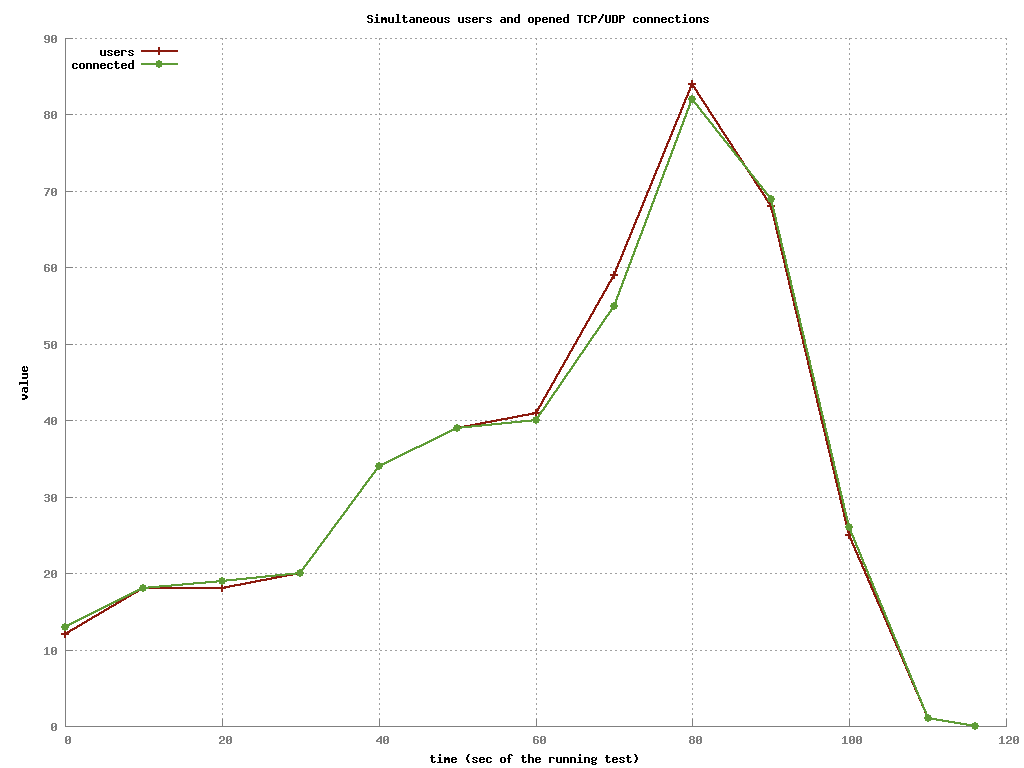 Simultaneous users and opened TCP/UDP connections
90
users
connected
80
70
60
50
value
40
30
20
10
0
0 20 40 60 80 100 120
time (sec of the running test)